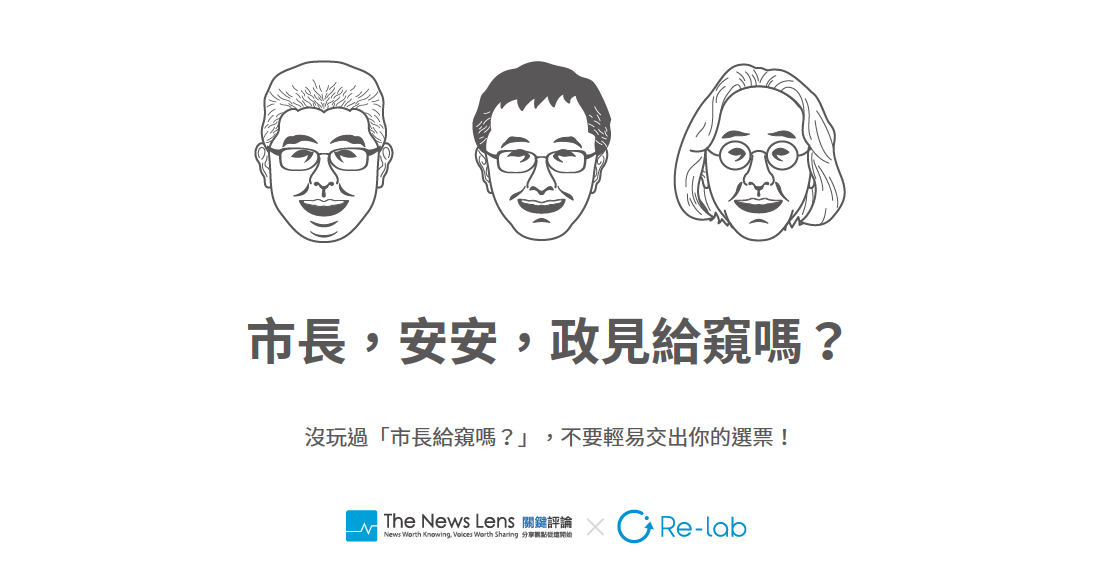 市長，安安，政見給窺嗎？
沒玩過「市長給窺嗎？」，不要輕易交出你的選票！
The News Lens 關鍵評論
News Worth Knowing, Voices Worth Sharing 分享觀點從這開始
Re-lab